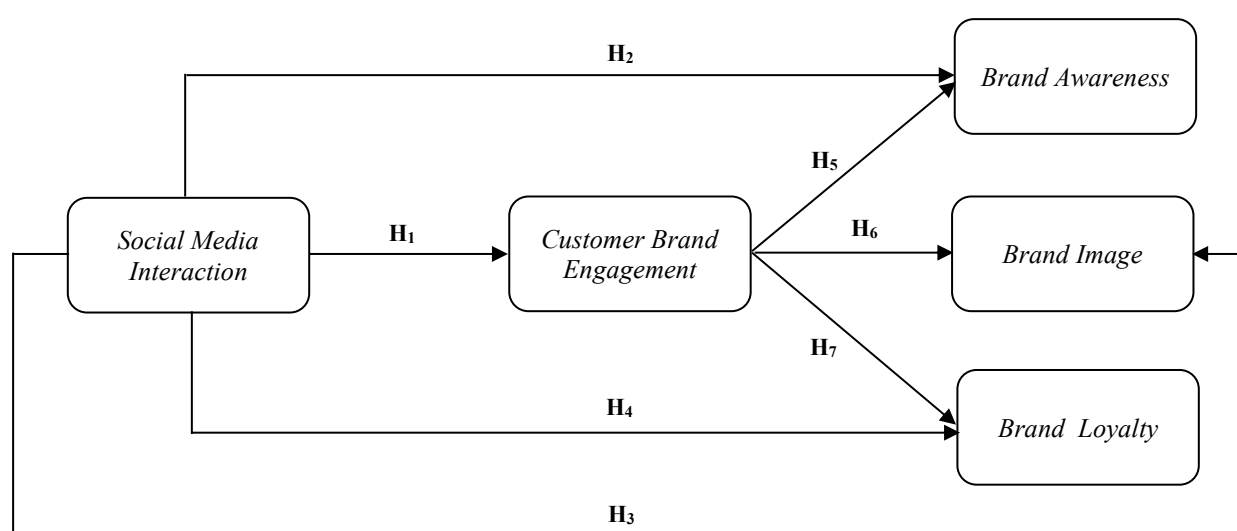 H₂
Brand Awareness
H₅
Social Media
Interaction
H₁
Customer Brand
Engagement
H₆
Brand Image
H₇
H₄
Brand Loyalty
H₃